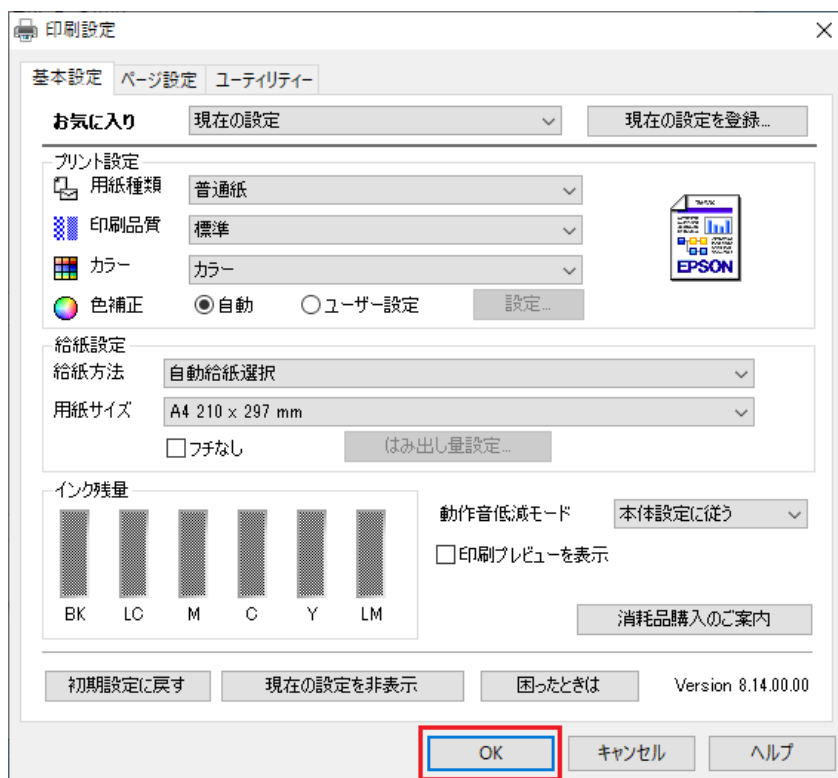 印刷設定
基本設定 ページ設定 ユーティリティー
お気に入り 現在の設定 現在の設定を登録...
プリント設定
用紙種類 普通紙
印刷品質 標準
カラー カラー
色補正 自動 ユーザー設定 設定...
EPSON
給紙設定
給紙方法 自動給紙選択
用紙サイズ A4 210 x 297 mm
フチなし はみ出し量設定...
インク残量
動作音低減モード 本体設定に従う
印刷プレビューを表示
BK LC M C Y LM
消耗品購入のご案内
初期設定に戻す 現在の設定を非表示 困ったときは Version 8.14.00.00
OK キャンセル ヘルプ